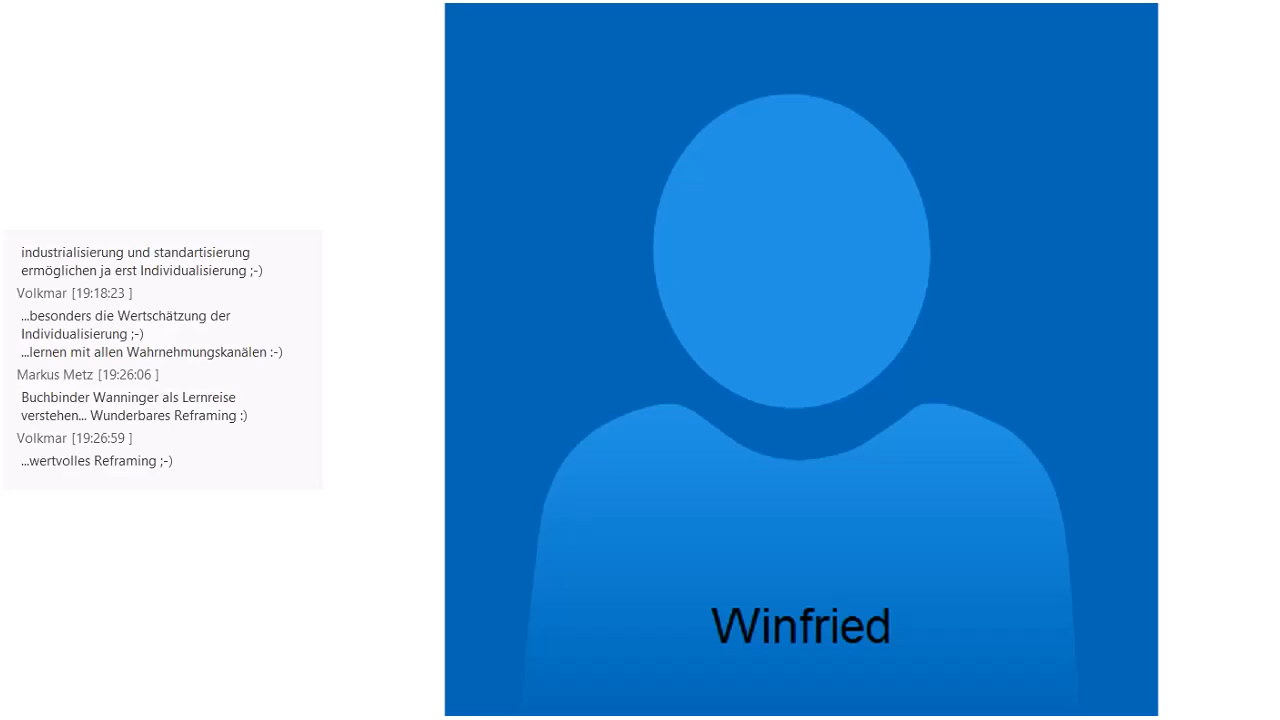 industrialisierung und standartisierung
ermöglichen ja erst Individualisierung ;-)
Volkmar [19:18:23 ]
...besonders die Wertschätzung der
Individualisierung ;-)
...lernen mit allen Wahrnehmungskanälen :-)
Markus Metz [19:26:06 ]
Buchbinder Wanninger als Lernreise
verstehen... Wunderbares Reframing :)
Volkmar [19:26:59 ]
...wertvolles Reframing ;-)
Winfried